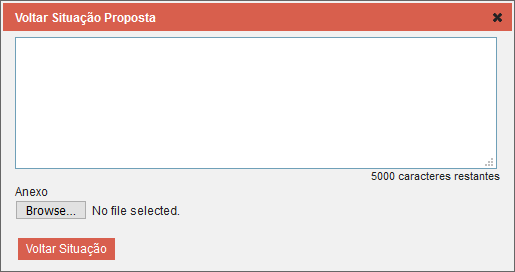 Voltar Situação Proposta
5000 caracteres restantes
Anexo
Browse... No file selected.
Voltar Situação